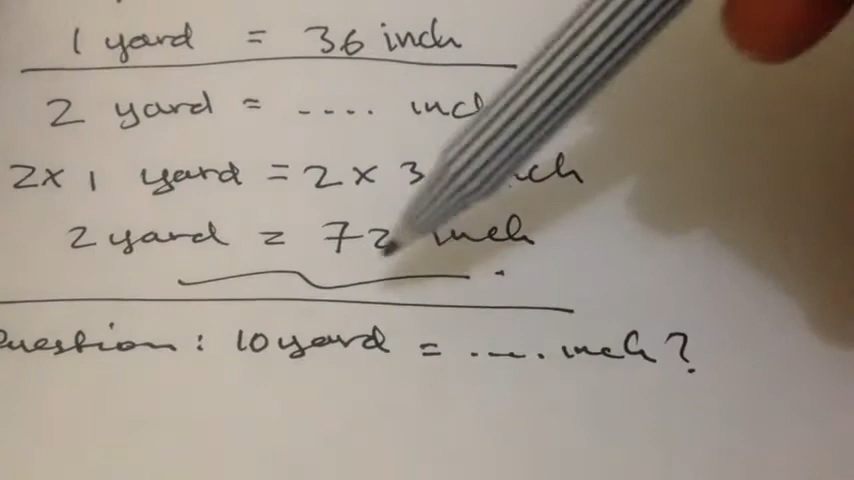 1 yard = 36 inch
2 yard = .... inc
2x 1 yard = 2 x 3 ch
2 yard = 72 inch
uestion: 10 yard = .... inch?